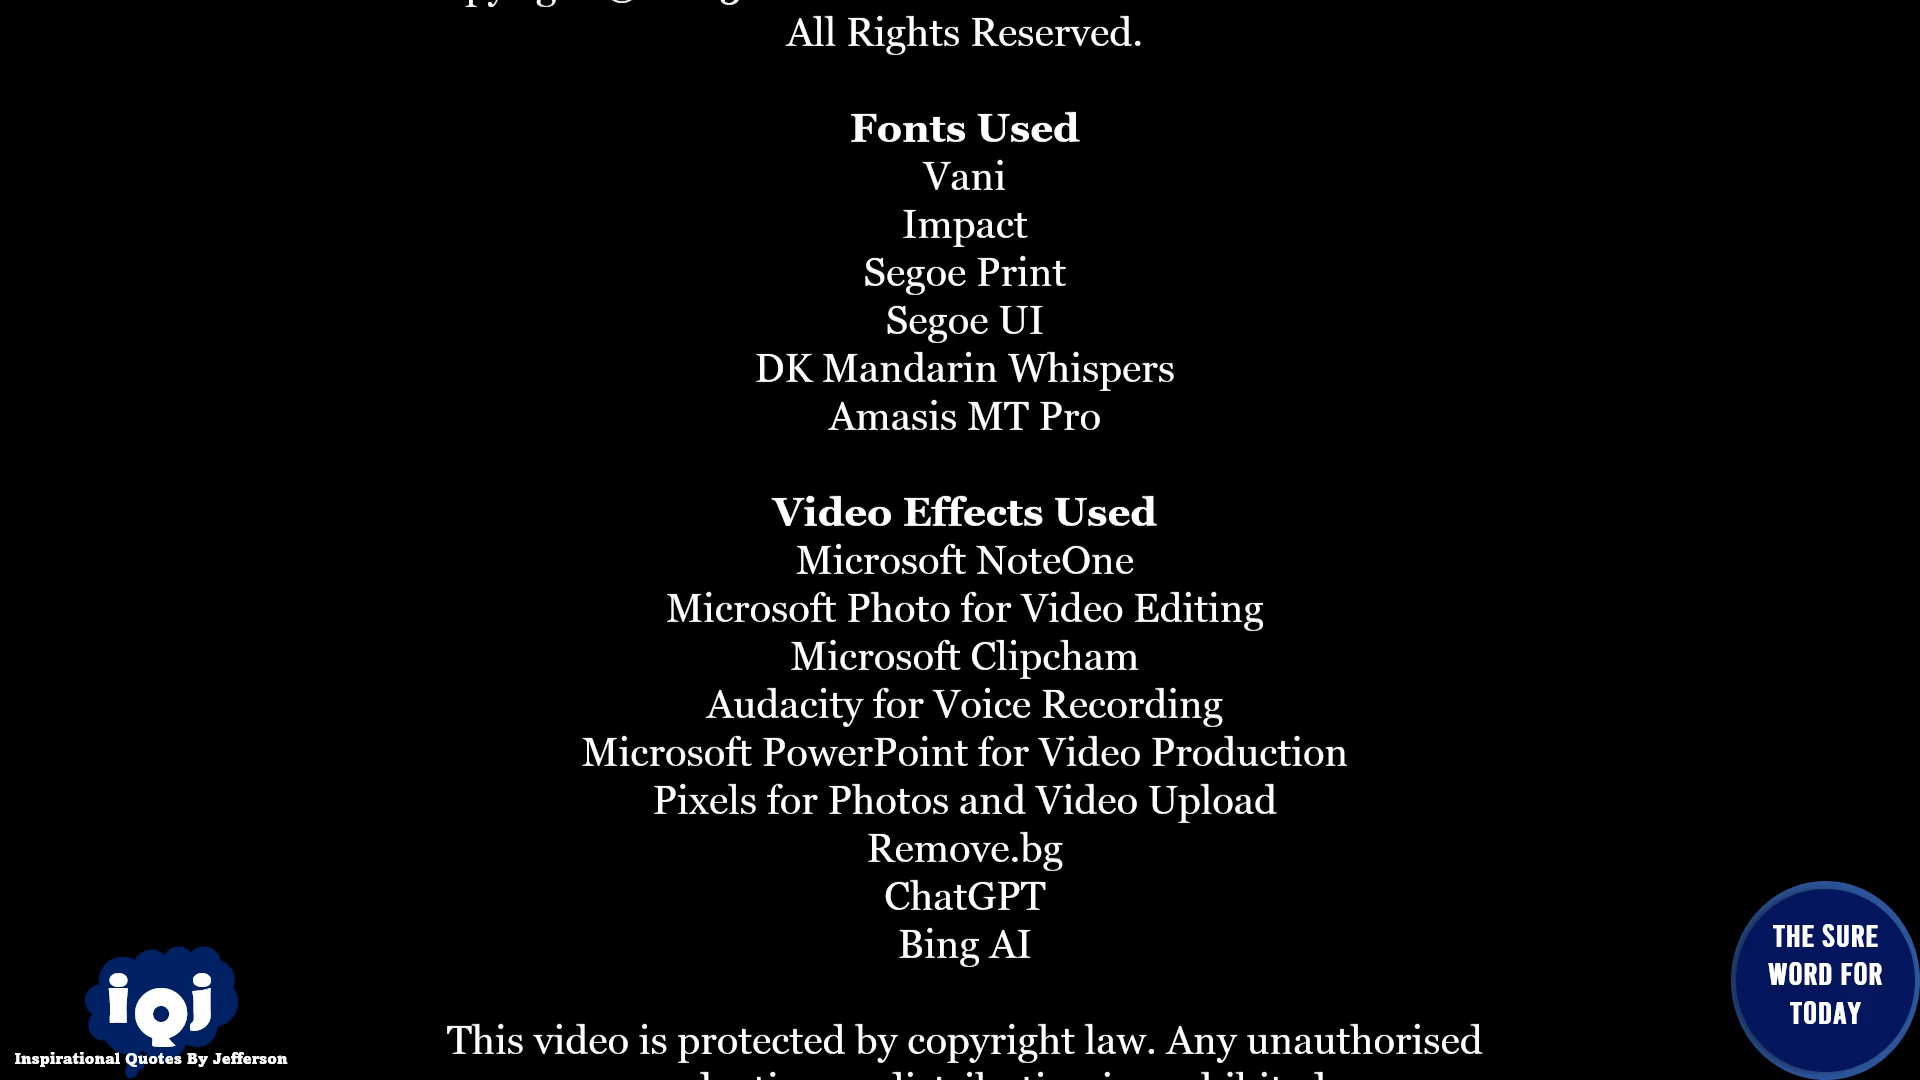 All Rights Reserved.
Fonts Used
Vani
Impact
Segoe Print
Segoe UI
DK Mandarin Whispers
Amasis MT Pro
Video Effects Used
Microsoft NoteOne
Microsoft Photo for Video Editing
Microsoft Clipcham
Audacity for Voice Recording
Microsoft PowerPoint for Video Production
Pixels for Photos and Video Upload
Remove.bg
ChatGPT
Bing AI
This video is protected by copyright law. Any unauthorised
iQj
Inspirational Quotes By Jefferson
THE SURE
WORD FOR
TODAY